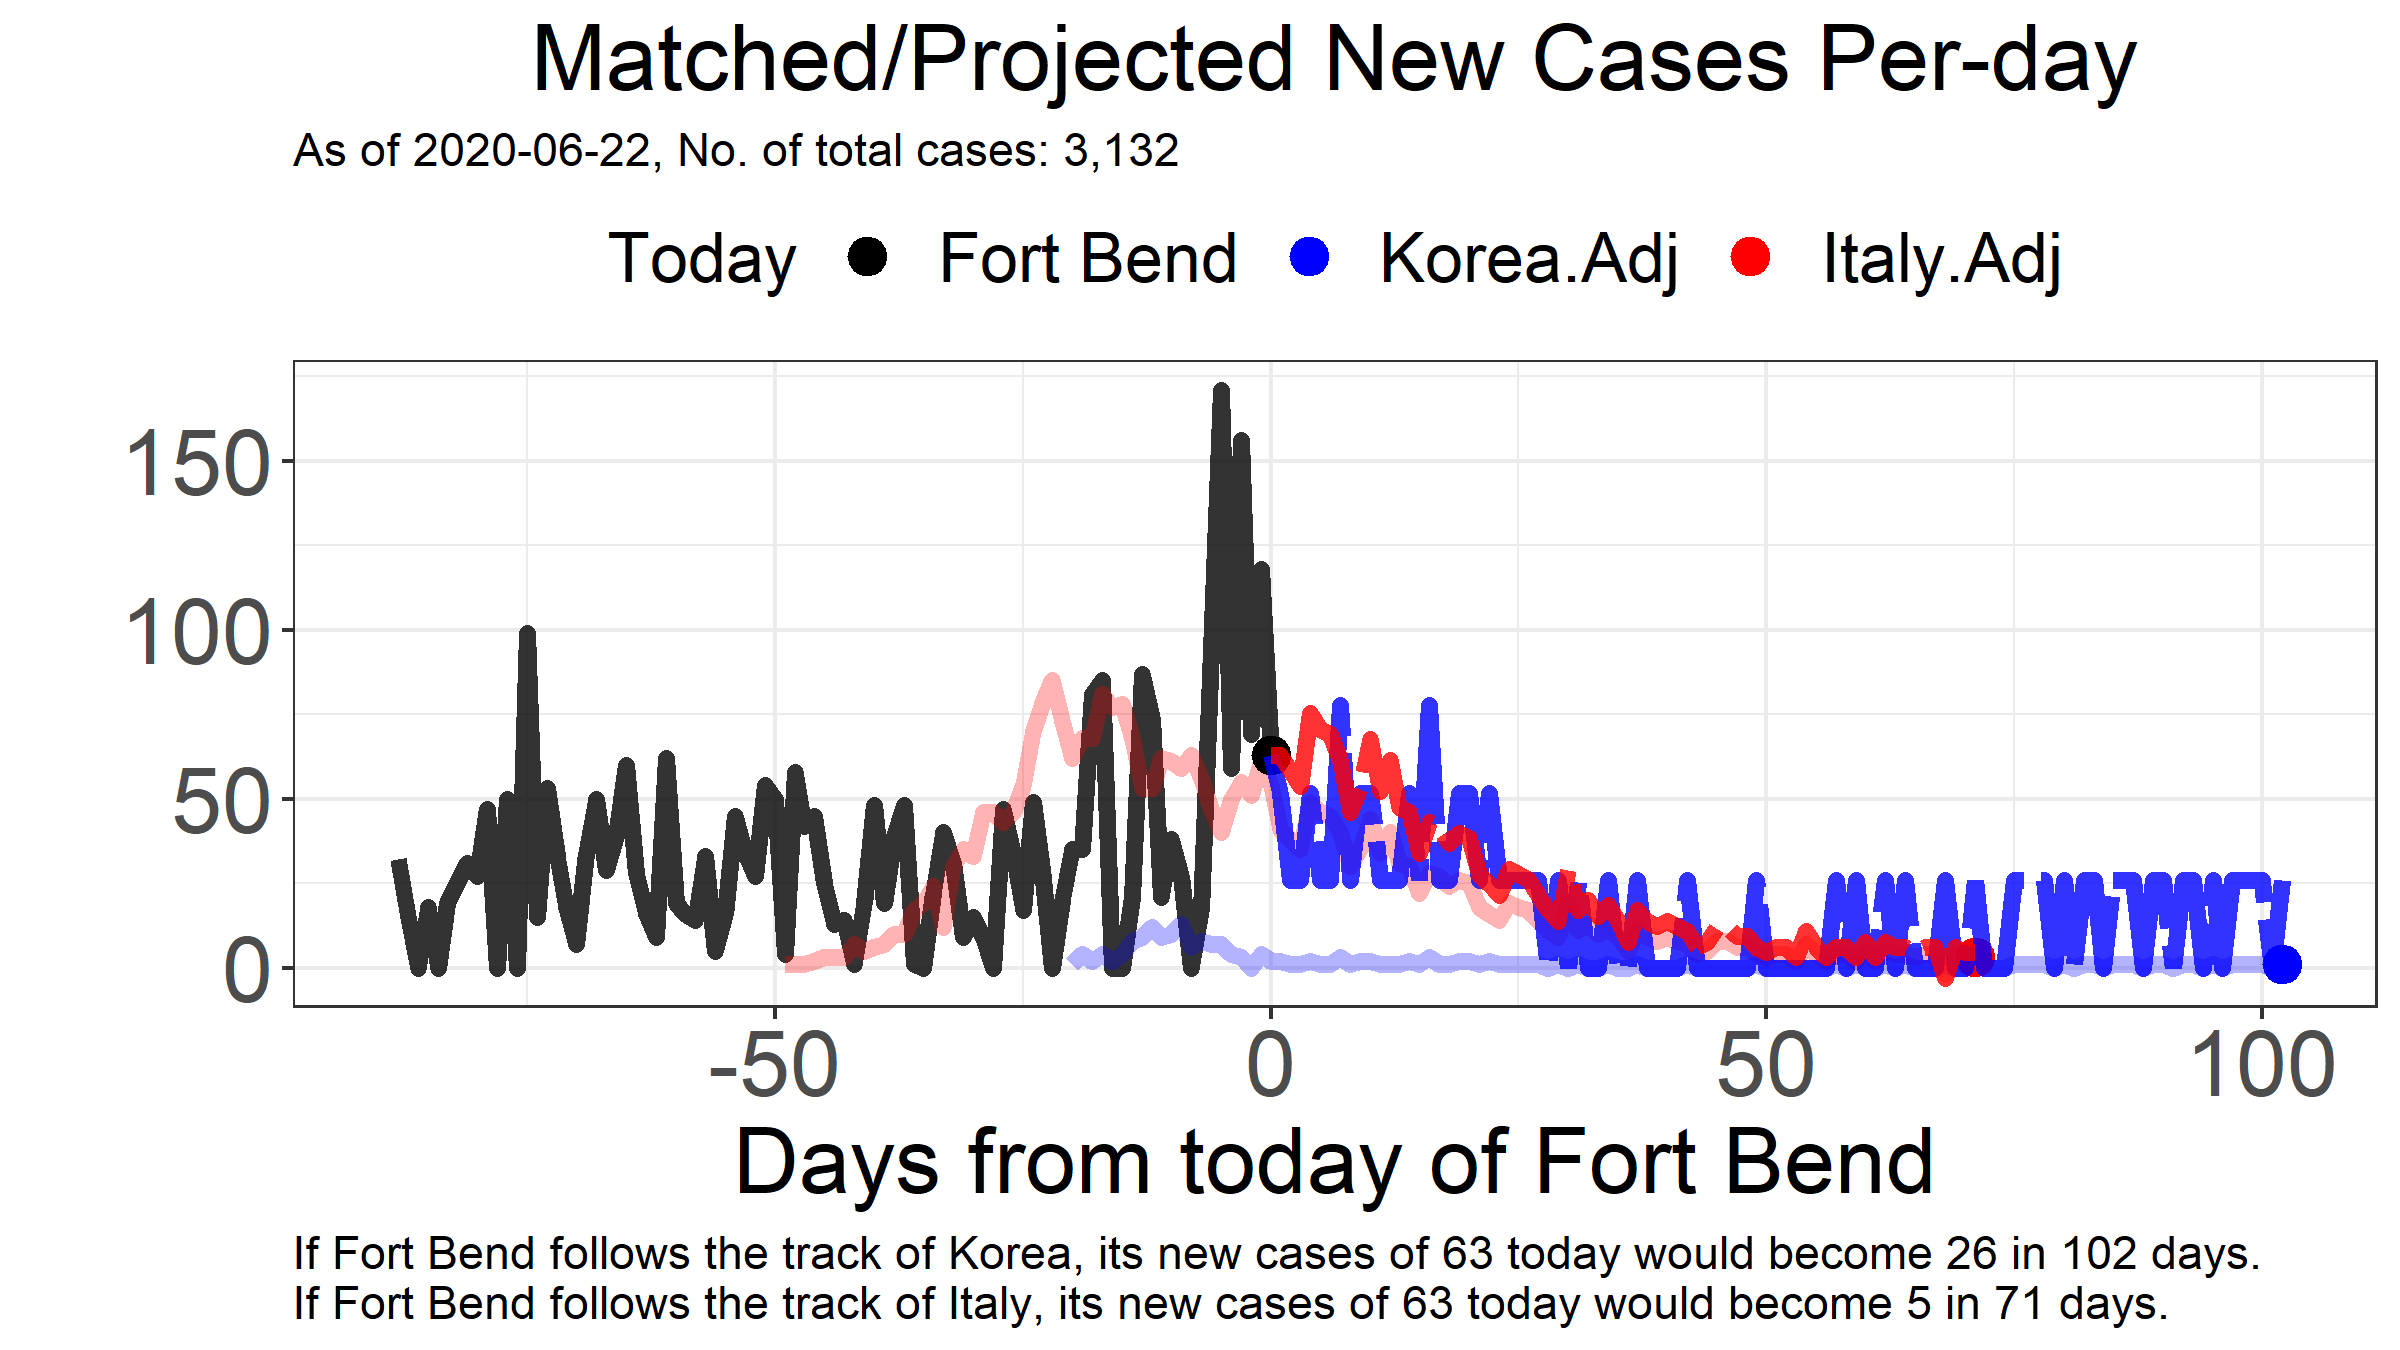 Matched/Projected New Cases Per-day
As of 2020-06-22, No. of total cases: 3,132
Today Fort Bend Korea.Adj Italy.Adj
150
100
50
0
-50 0 50 100
Days from today of Fort Bend
If Fort Bend follows the track of Korea, its new cases of 63 today would become 26 in 102 days.
If Fort Bend follows the track of Italy, its new cases of 63 today would become 5 in 71 days.